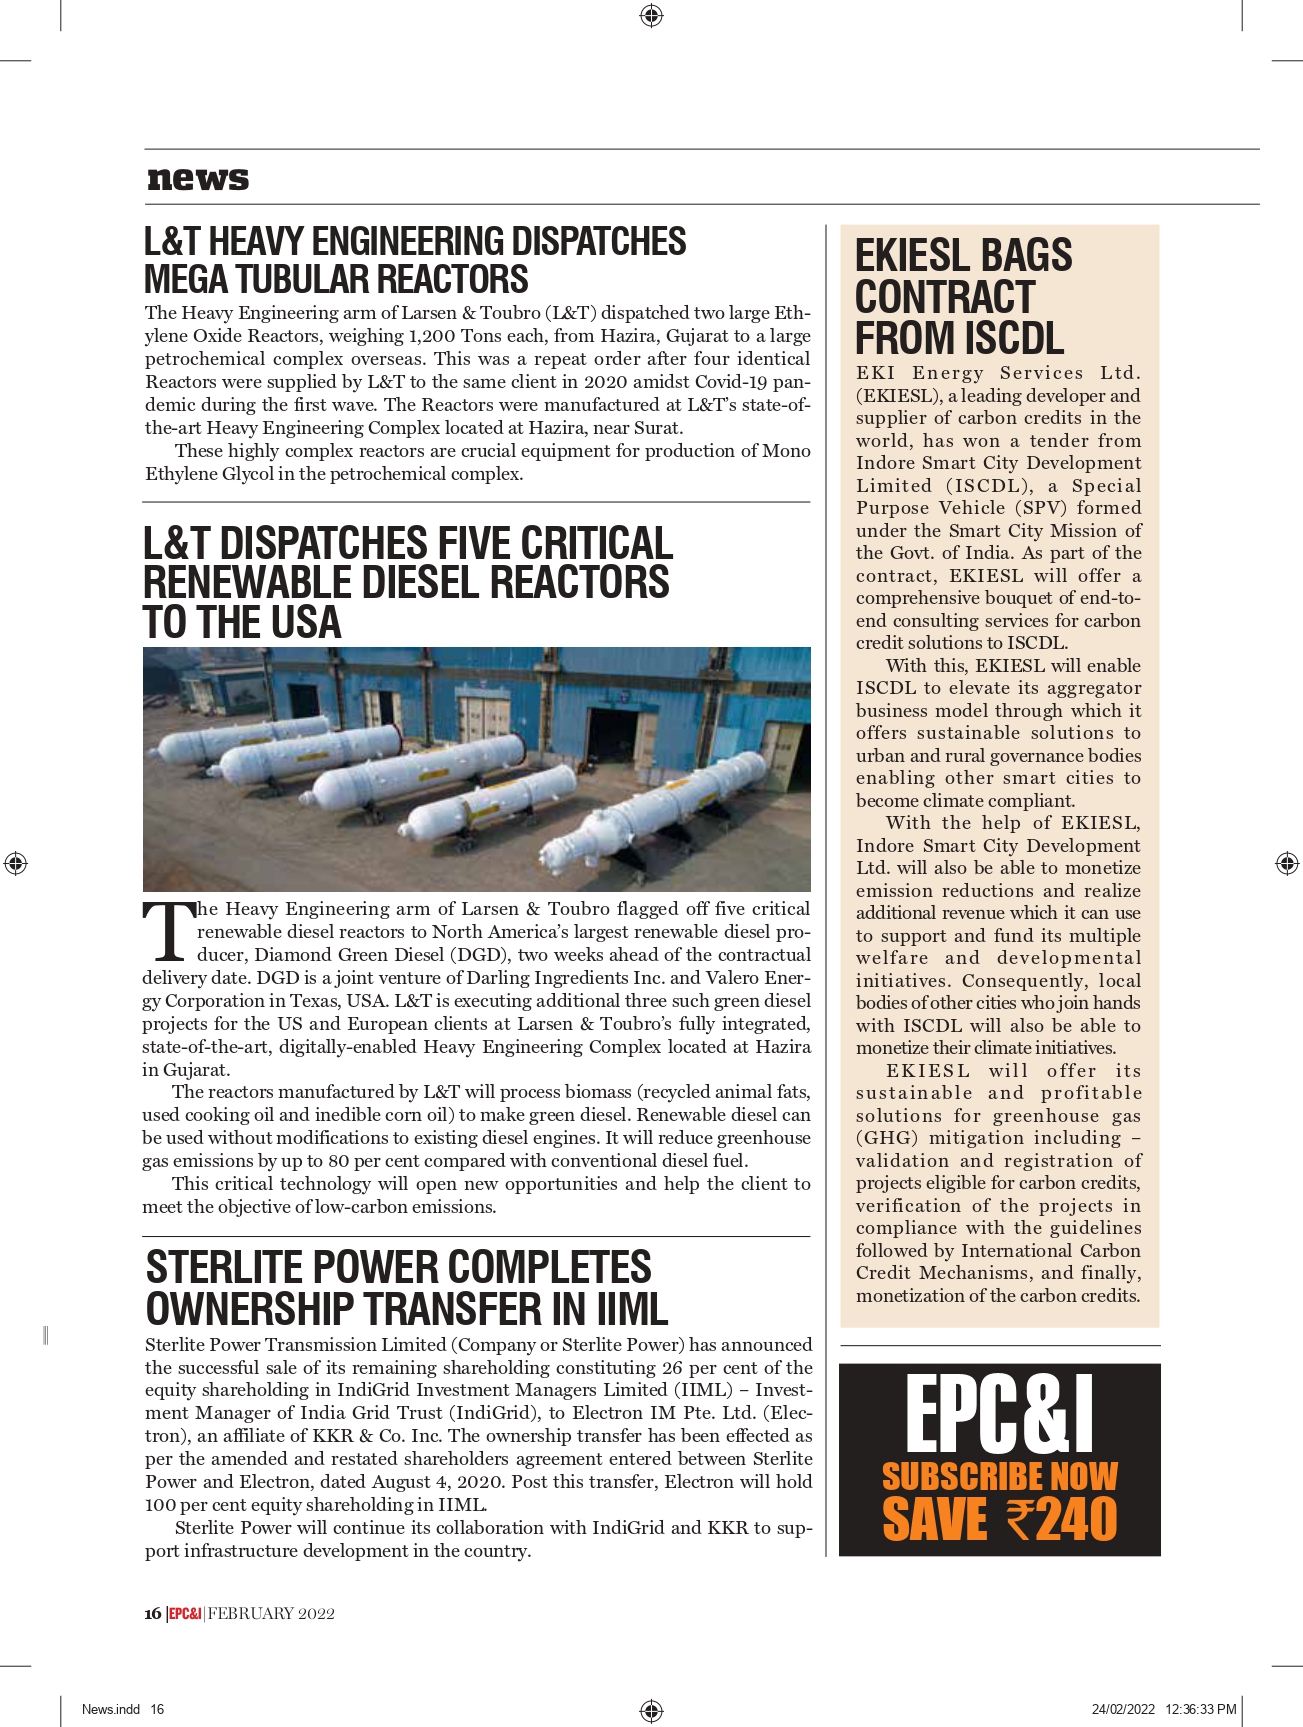 news
L&T HEAVY ENGINEERING DISPATCHES
MEGA TUBULAR REACTORS
The Heavy Engineering arm of Larsen & Toubro (L&T) dispatched two large Eth-
ylene Oxide Reactors, weighing 1,200 Tons each, from Hazira, Gujarat to a large
petrochemical complex overseas. This was a repeat order after four identical
Reactors were supplied by L&T to the same client in 2020 amidst Covid-19 pan-
demic during the first wave. The Reactors were manufactured at L&T's state-of-
the-art Heavy Engineering Complex located at Hazira, near Surat.
These highly complex reactors are crucial equipment for production of Mono
Ethylene Glycol in the petrochemical complex.
L&T DISPATCHES FIVE CRITICAL
RENEWABLE DIESEL REACTORS
TO THE USA
The Heavy Engineering arm of Larsen & Toubro flagged off five critical
renewable diesel reactors to North America's largest renewable diesel pro-
ducer, Diamond Green Diesel (DGD), two weeks ahead of the contractual
delivery date. DGD is a joint venture of Darling Ingredients Inc. and Valero Ener-
gy Corporation in Texas, USA. L&T is executing additional three such green diesel
projects for the US and European clients at Larsen & Toubro's fully integrated,
state-of-the-art, digitally-enabled Heavy Engineering Complex located at Hazira
in Gujarat.
The reactors manufactured by L&T will process biomass (recycled animal fats,
used cooking oil and inedible corn oil) to make green diesel. Renewable diesel can
be used without modifications to existing diesel engines. It will reduce greenhouse
gas emissions by up to 80 per cent compared with conventional diesel fuel.
This critical technology will open new opportunities and help the client to
meet the objective of low-carbon emissions.
STERLITE POWER COMPLETES
OWNERSHIP TRANSFER IN IIML
Sterlite Power Transmission Limited (Company or Sterlite Power) has announced
the successful sale of its remaining shareholding constituting 26 per cent of the
equity shareholding in IndiGrid Investment Managers Limited (IIML) – Invest-
ment Manager of India Grid Trust (IndiGrid), to Electron IM Pte. Ltd. (Elec-
tron), an affiliate of KKR & Co. Inc. The ownership transfer has been effected as
per the amended and restated shareholders agreement entered between Sterlite
Power and Electron, dated August 4, 2020. Post this transfer, Electron will hold
100 per cent equity shareholding in IIML.
Sterlite Power will continue its collaboration with IndiGrid and KKR to sup-
port infrastructure development in the country.
EKIESL BAGS
CONTRACT
FROM ISCDL
EKI Energy Services Ltd.
(EKIESL), a leading developer and
supplier of carbon credits in the
world, has won a tender from
Indore Smart City Development
Limited (ISCDL), a Special
Purpose Vehicle (SPV) formed
under the Smart City Mission of
the Govt. of India. As part of the
contract, EKIESL will offer a
comprehensive bouquet of end-to-
end consulting services for carbon
credit solutions to ISCDL.
With this, EKIESL will enable
ISCDL to elevate its aggregator
business model through which it
offers sustainable solutions to
urban and rural governance bodies
enabling other smart cities to
become climate compliant.
With the help of EKIESL,
Indore Smart City Development
Ltd. will also be able to monetize
emission reductions and realize
additional revenue which it can use
to support and fund its multiple
welfare and developmental
initiatives. Consequently, local
bodies of other cities who join hands
with ISCDL will also be able to
monetize their climate initiatives.
EKIESL will offer its
sustainable and profitable
solutions for greenhouse gas
(GHG) mitigation including –
validation and registration of
projects eligible for carbon credits,
verification of the projects in
compliance with the guidelines
followed by International Carbon
Credit Mechanisms, and finally,
monetization of the carbon credits.
EPC&I
SUBSCRIBE NOW
SAVE ₹240
16 |EPC&I|FEBRUARY 2022
News.indd 16
24/02/2022 12:36:33 PM